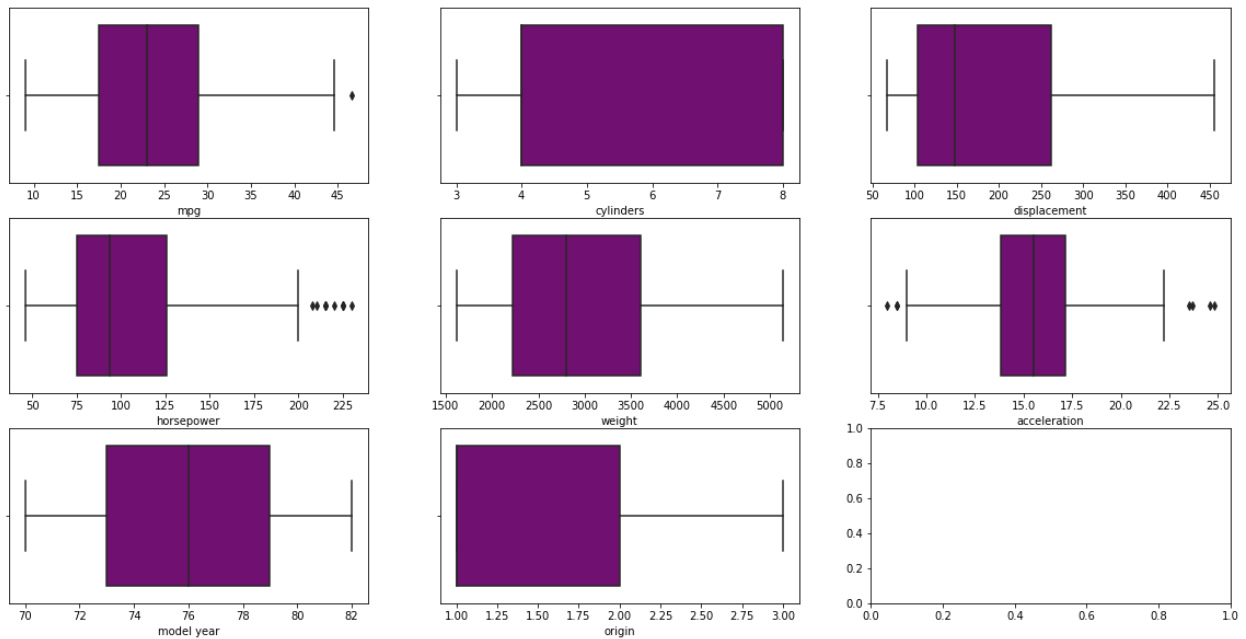 10 15 20 25 30 35 40 45
mpg
3 4 5 6 7 8
cylinders
50 100 150 200 250 300 350 400 450
displacement
50 75 100 125 150 175 200 225
horsepower
1500 2000 2500 3000 3500 4000 4500 5000
weight
7.5 10.0 12.5 15.0 17.5 20.0 22.5 25.0
acceleration
70 72 74 76 78 80 82
model year
1.00 1.25 1.50 1.75 2.00 2.25 2.50 2.75 3.00
origin
1.0
0.8
0.6
0.4
0.2
0.0
0.0 0.2 0.4 0.6 0.8 1.0